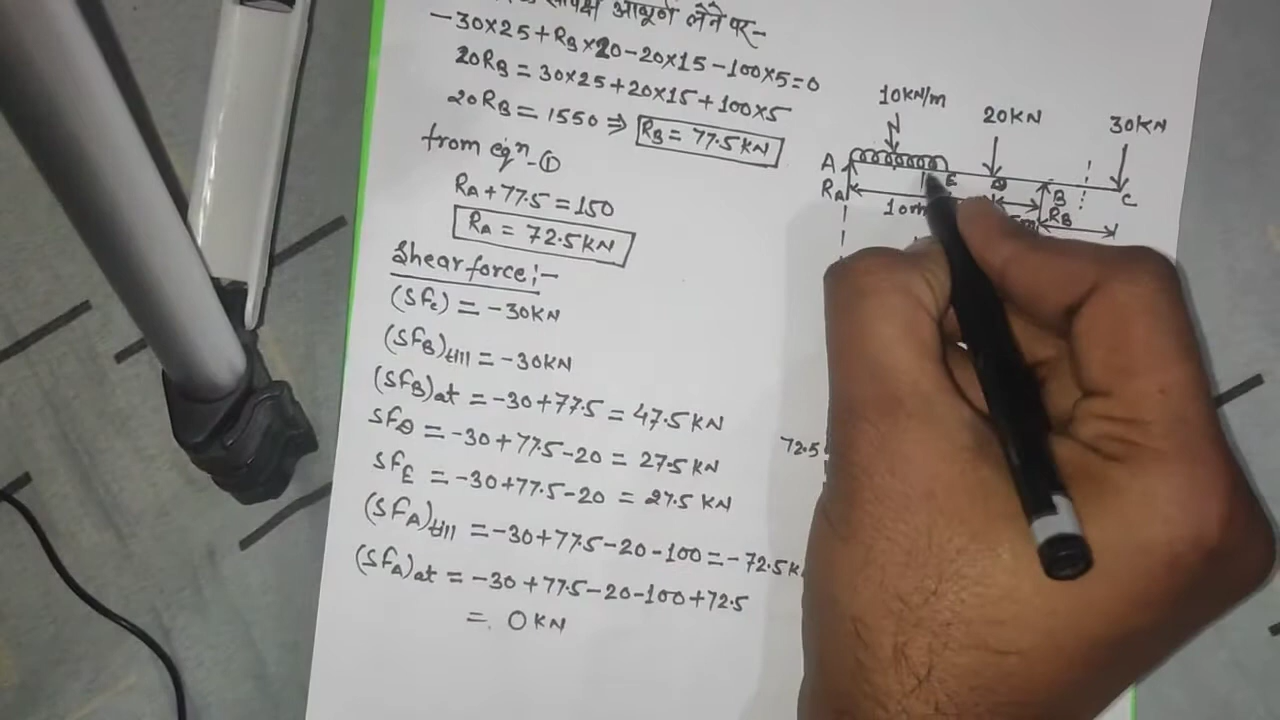 सापेक्ष आघूर्ण लेने पर-
-30×25+RB×20-20×15-100×5=0
20RB=30×25+20×15+100×5
20RB=1550⇒ RB=77.5KN
from eqn-①
RA+77.5=150
RA=72.5KN
Shear force;-
(SFC)=-30KN
(SFB)till=-30KN
(SFB)at=-30+77.5=47.5KN
SFD=-30+77.5-20=27.5KN
SFE=-30+77.5-20=27.5KN
(SFA)till=-30+77.5-20-100=-72.5K
(SFA)at=-30+77.5-20-100+72.5
=0KN
10KN/m
20KN
30KN
A
E
D
B
C
RA
RB
10m
5m
72.5